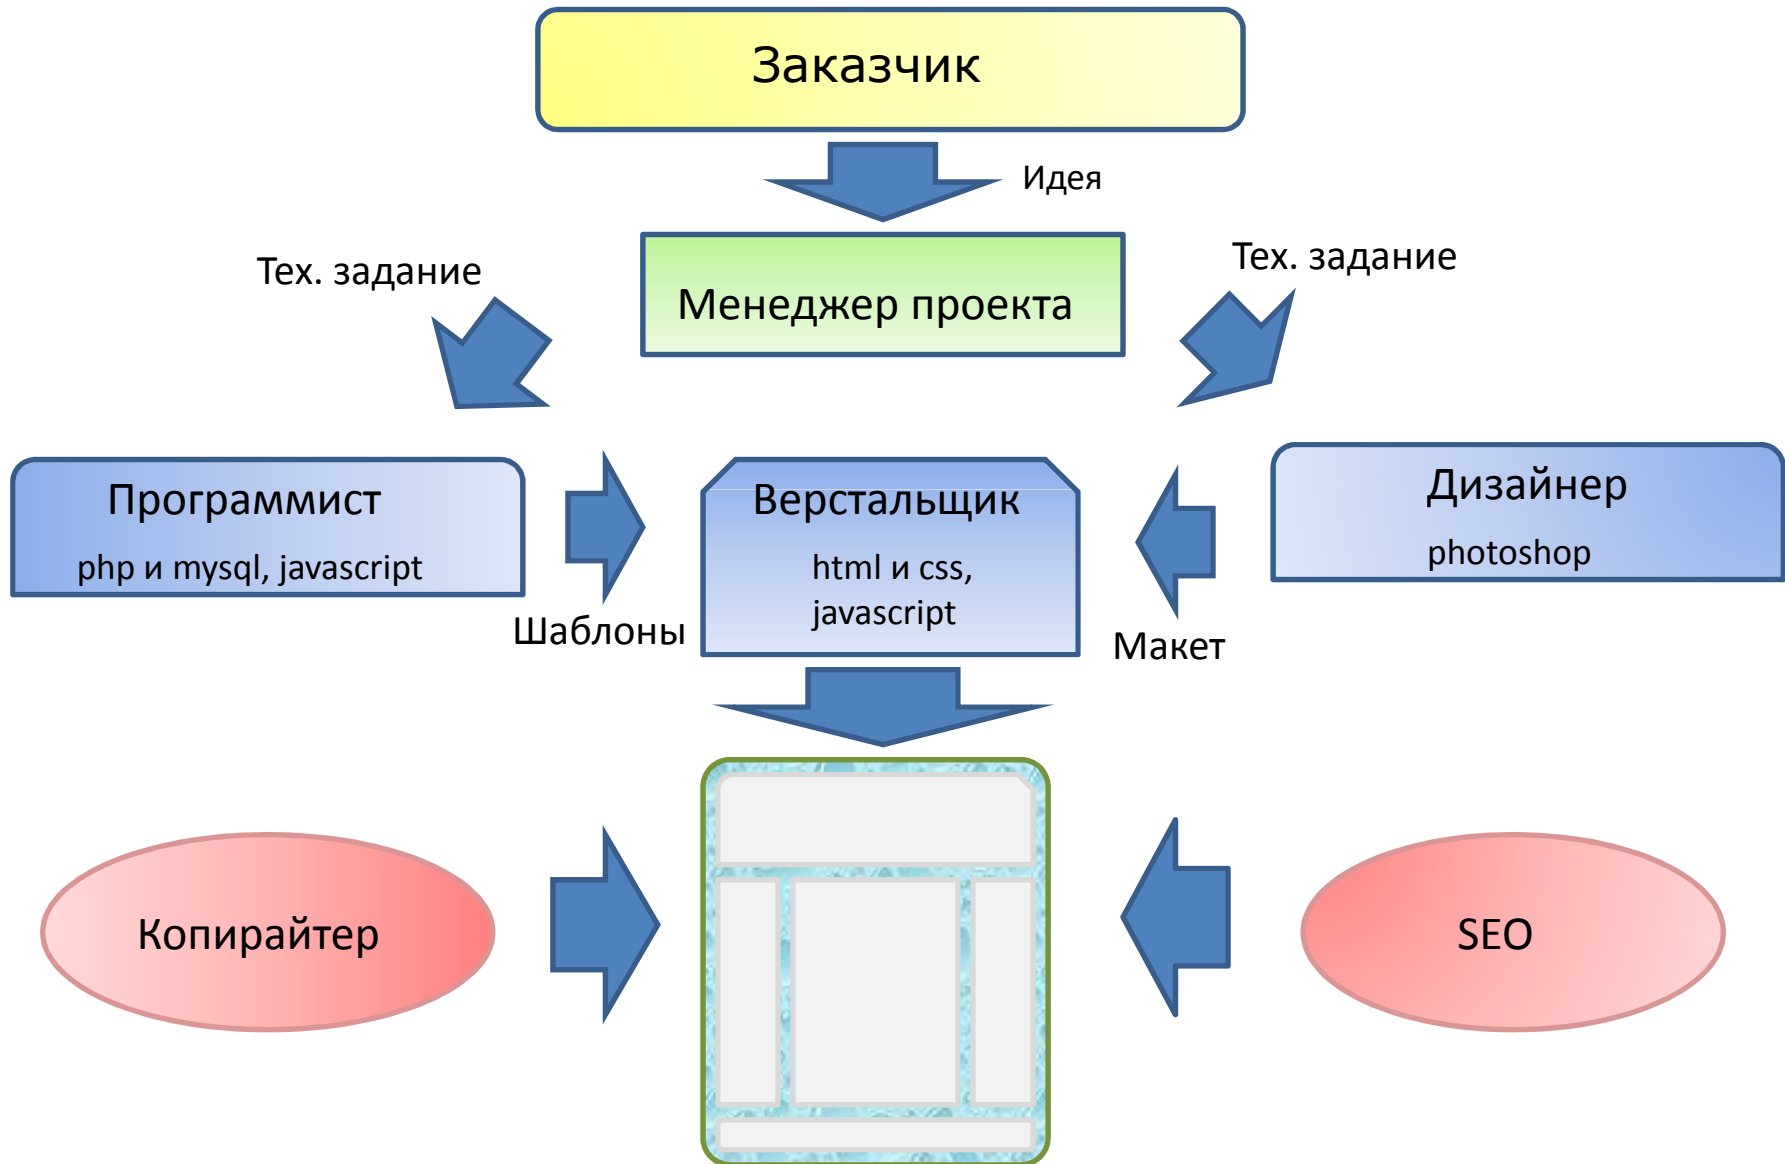 Заказчик
Идея
Тех. задание
Тех. задание
Менеджер проекта
Программист
php и mysql, javascript
Верстальщик
html и css,
javascript
Дизайнер
photoshop
Шаблоны
Макет
Копирайтер
SEO